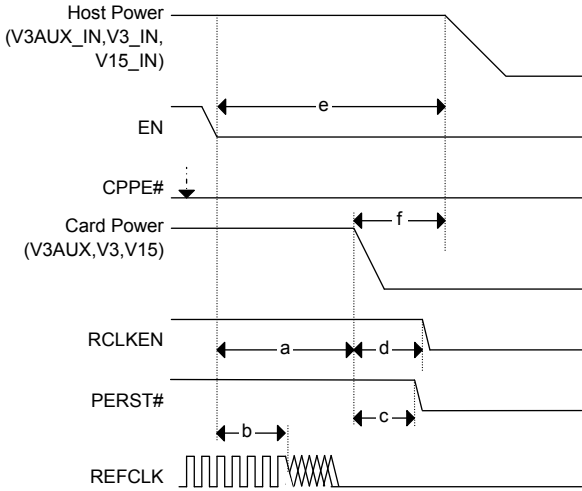 Host Power
(V3AUX_IN,V3_IN,
V15_IN)
e
EN
CPPE#
f
Card Power
(V3AUX,V3,V15)
RCLKEN
a
d
PERST#
c
b
REFCLK